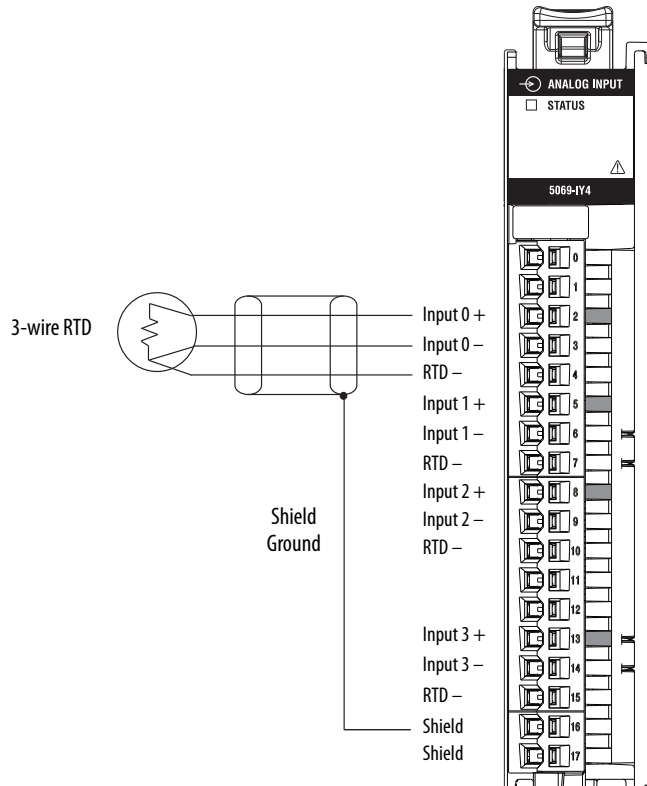 ANALOG INPUT
STATUS
5069-IY4
0
1
3-wire RTD
Input 0 +
2
Input 0 –
3
RTD –
4
Input 1 +
5
Input 1 –
6
RTD –
7
Input 2 +
8
Shield
Ground
Input 2 –
9
RTD –
10
11
12
Input 3 +
13
Input 3 –
14
RTD –
15
Shield
16
Shield
17